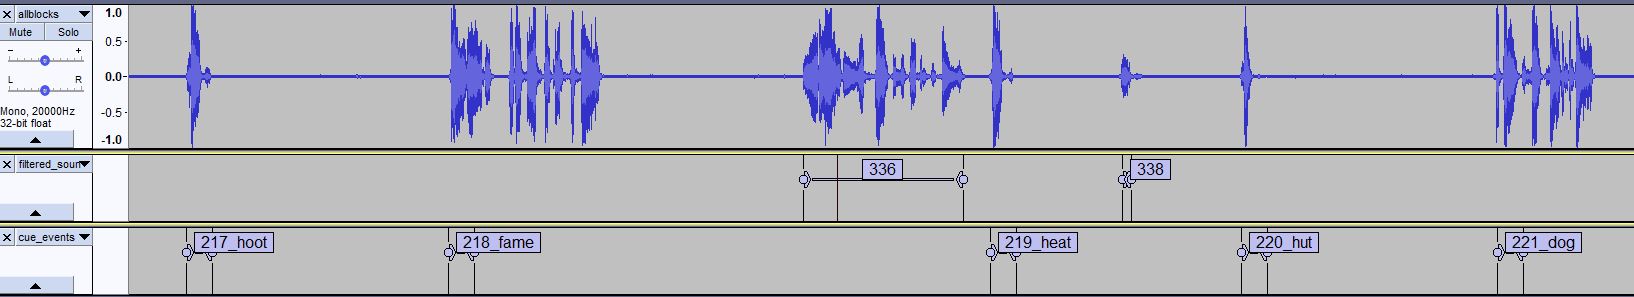 allblocks
Mute Solo
- +
L R
Mono, 20000Hz
32-bit float
1.0
0.5
0.0
-0.5
-1.0
filtered_soun
336
338
cue_events
217_hoot
218_fame
219_heat
220_hut
221_dog